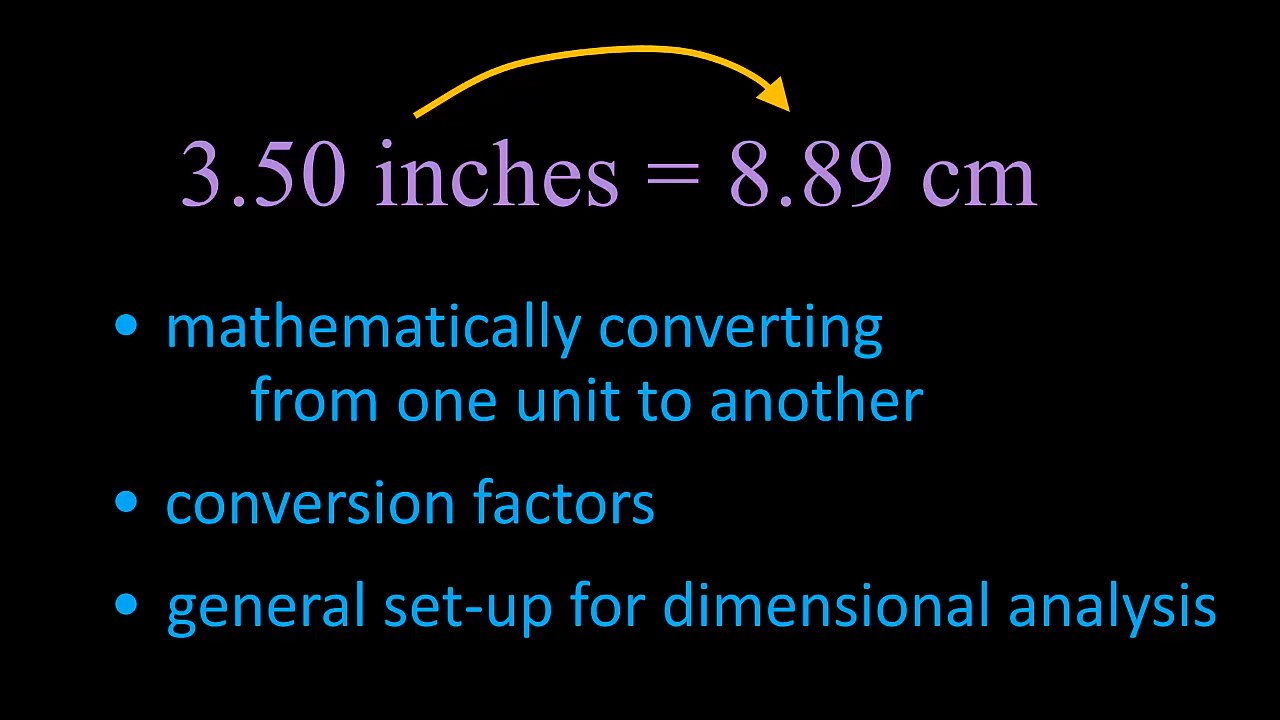 3.50 inches = 8.89 cm
• mathematically converting
from one unit to another
• conversion factors
• general set-up for dimensional analysis